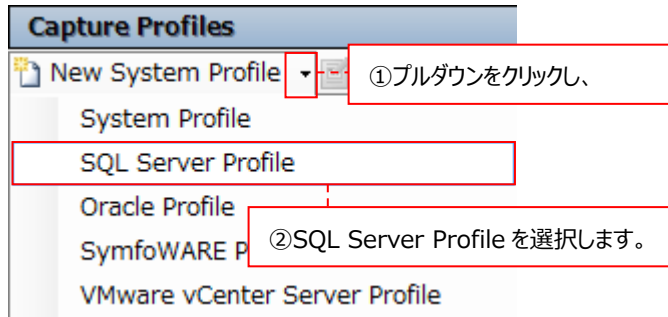 Capture Profiles
New System Profile
①プルダウンをクリックし、
System Profile
SQL Server Profile
Oracle Profile
②SQL Server Profile を選択します。
SymfoWARE P
VMware vCenter Server Profile